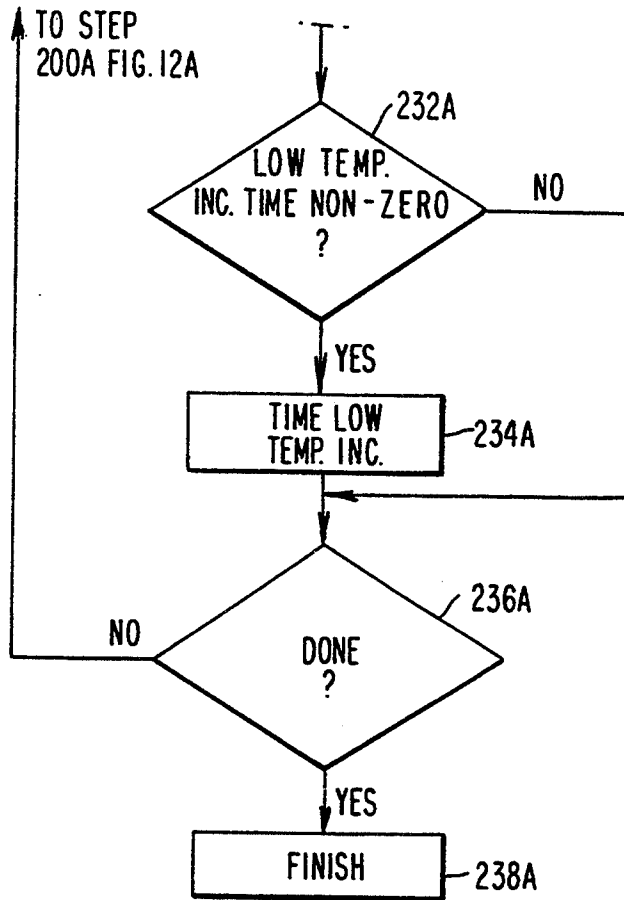 TO STEP
200A FIG.12A
232A
LOW TEMP.
INC. TIME NON-ZERO
?
NO
YES
TIME LOW
TEMP. INC.
234A
236A
NO
DONE
?
YES
FINISH
238A